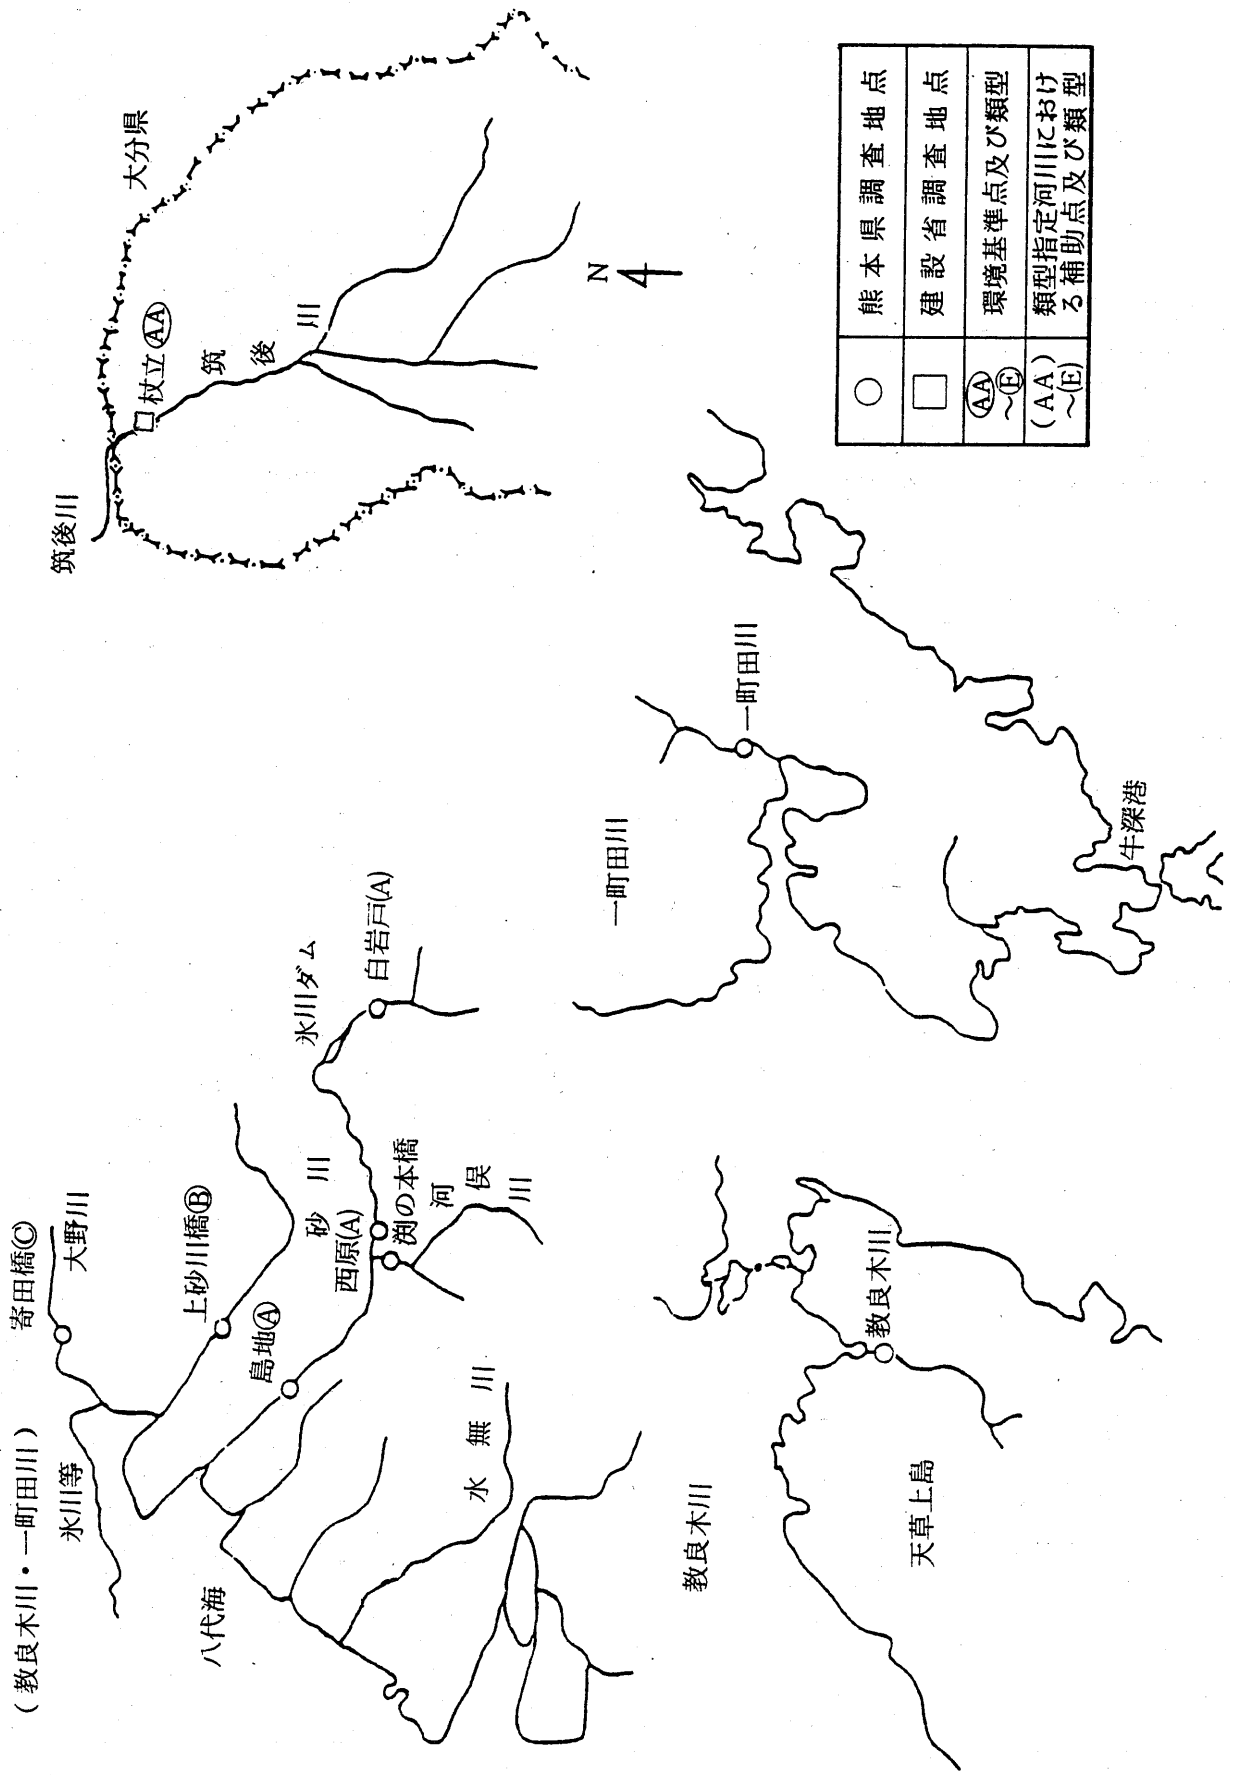 (教良木川・一町田川)
氷川等
寄田橋Ⓒ
大野川
上砂川橋Ⓑ
島地Ⓐ
砂川
西原(A)
渕の本橋
河俣川
氷川ダム
白岩戸(A)
八代海
水無川
筑後川
大分県
杖立ⒶⒶ
筑後川
N
教良木川
教良木川
天草上島
一町田川
一町田川
牛深港
○ 熊本県調査地点
□ 建設省調査地点
AA~Ⓔ 環境基準点及び類型
(AA)~(E) 類型指定河川における補助点及び類型